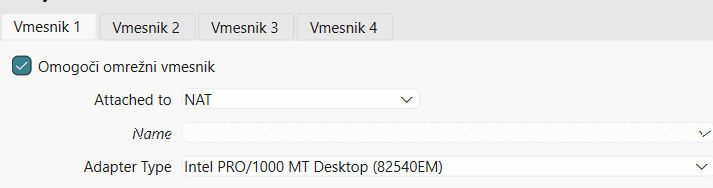 Vmesnik 1 Vmesnik 2 Vmesnik 3 Vmesnik 4
Omogoči omrežni vmesnik
Attached to NAT
Name
Adapter Type Intel PRO/1000 MT Desktop (82540EM)